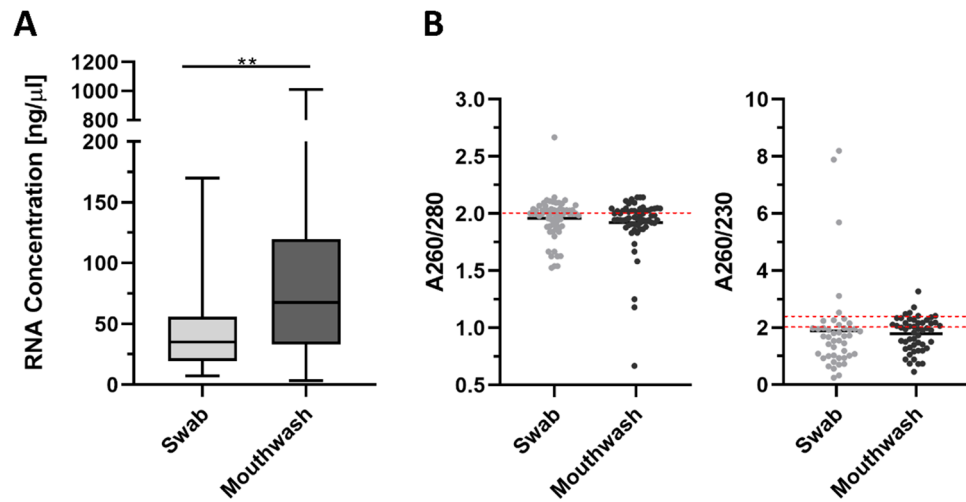 A
RNA Concentration [ng/µl]
1200
1000
800
200
150
100
50
0
**
Swab
Mouthwash
B
A260/280
3.0
2.5
2.0
1.5
1.0
0.5
Swab
Mouthwash
A260/230
10
8
6
4
2
0
Swab
Mouthwash